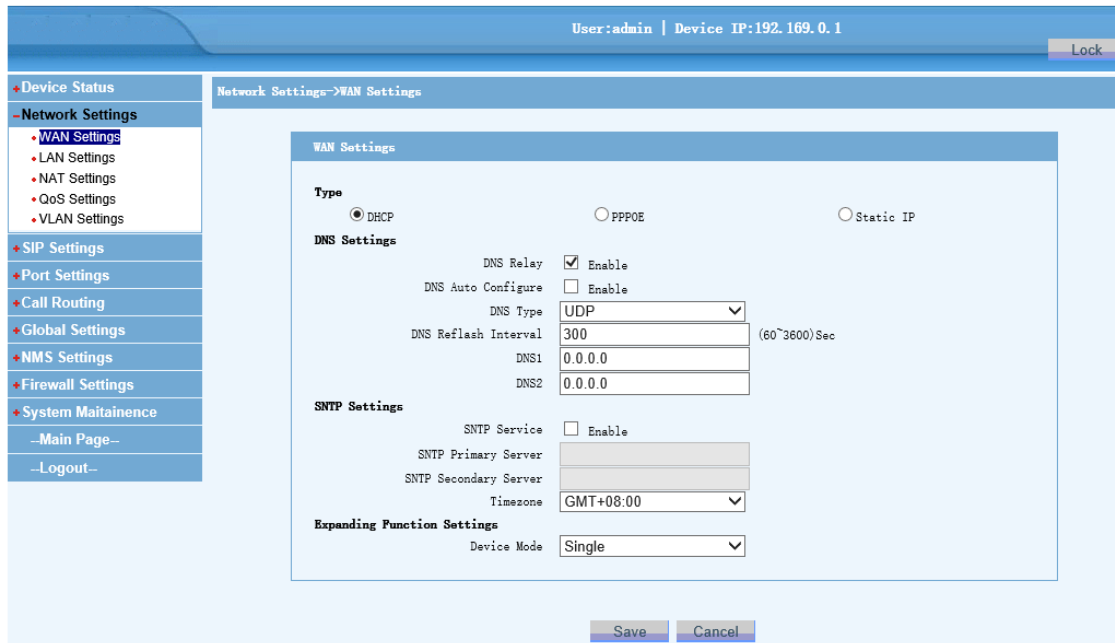 User:admin | Device IP:192.169.0.1
Lock
+Device Status
-Network Settings
WAN Settings
LAN Settings
NAT Settings
QoS Settings
VLAN Settings
+SIP Settings
+Port Settings
+Call Routing
+Global Settings
+NMS Settings
+Firewall Settings
+System Maitainence
--Main Page--
--Logout--
Network Settings->WAN Settings
WAN Settings
Type
DHCP PPPOE Static IP
DNS Settings
DNS Relay Enable
DNS Auto Configure Enable
DNS Type UDP
DNS Reflash Interval 300 (60~3600)Sec
DNS1 0.0.0.0
DNS2 0.0.0.0
SNTP Settings
SNTP Service Enable
SNTP Primary Server
SNTP Secondary Server
Timezone GMT+08:00
Expanding Function Settings
Device Mode Single
Save Cancel